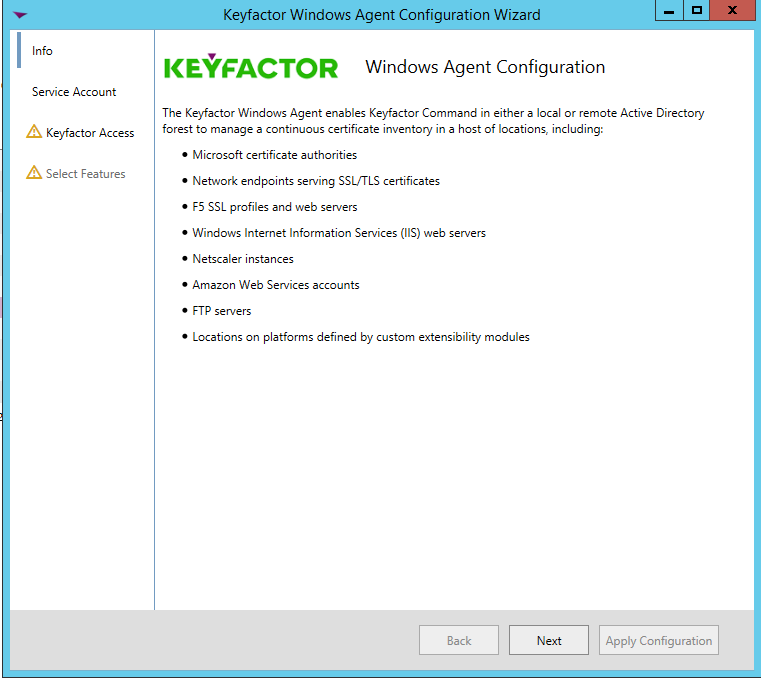 Keyfactor Windows Agent Configuration Wizard
Info
Service Account
Keyfactor Access
Select Features
KEYFACTOR Windows Agent Configuration
The Keyfactor Windows Agent enables Keyfactor Command in either a local or remote Active Directory
forest to manage a continuous certificate inventory in a host of locations, including:
• Microsoft certificate authorities
• Network endpoints serving SSL/TLS certificates
• F5 SSL profiles and web servers
• Windows Internet Information Services (IIS) web servers
• Netscaler instances
• Amazon Web Services accounts
• FTP servers
• Locations on platforms defined by custom extensibility modules
Back Next Apply Configuration